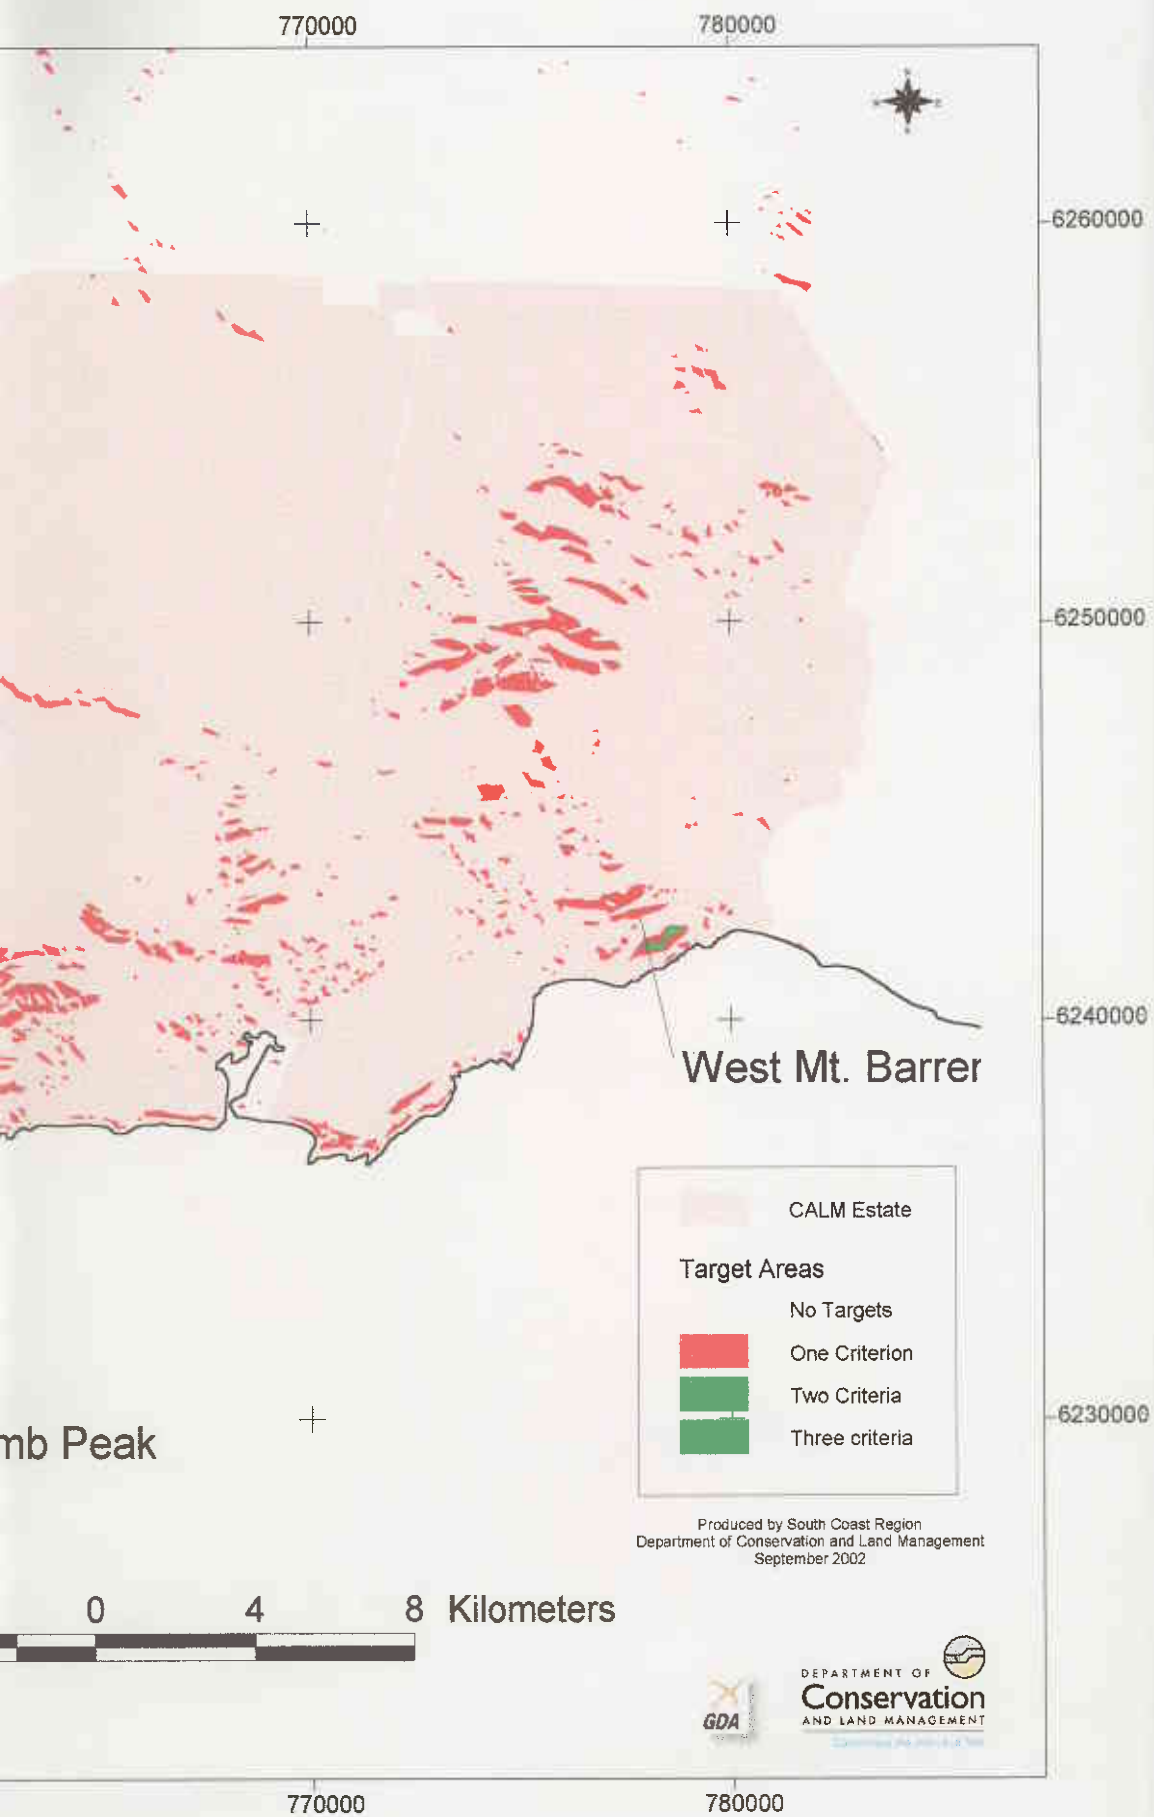 770000 780000
6260000
6250000
6240000
West Mt. Barrer
CALM Estate
Target Areas
No Targets
One Criterion
Two Criteria
Three criteria
6230000
mb Peak
Produced by South Coast Region
Department of Conservation and Land Management
September 2002
0 4 8 Kilometers
GDA
DEPARTMENT OF
Conservation
AND LAND MANAGEMENT
770000 780000